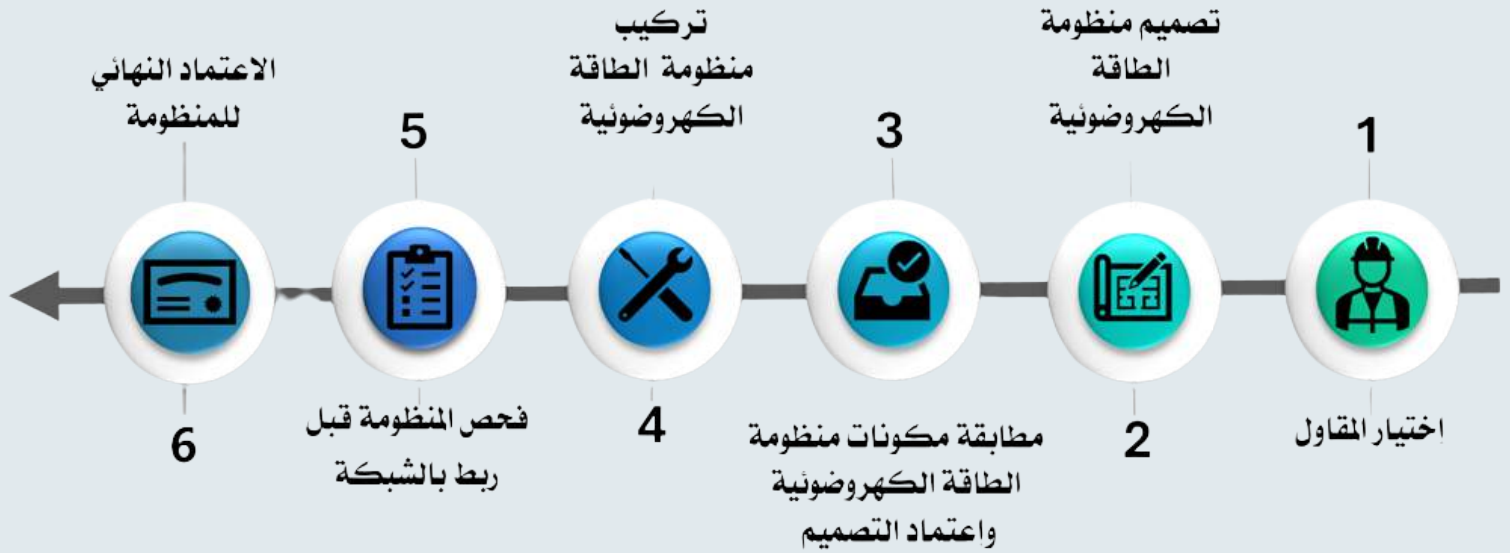 1
اختيار المقاول
تصميم منظومة
الطاقة
الكهروضوئية
2
3
مطابقة مكونات منظومة
الطاقة الكهروضوئية
واعتماد التصميم
تركيب
منظومة الطاقة
الكهروضوئية
4
5
فحص المنظومة قبل
ربط بالشبكة
الاعتماد النهائي
للمنظومة
6